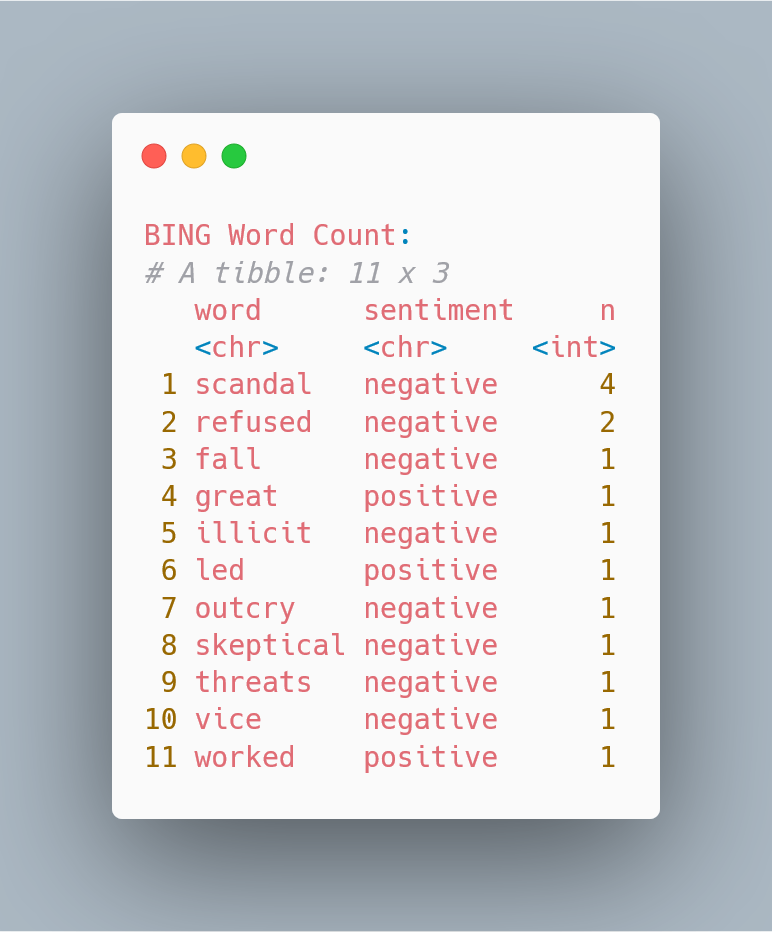 BING Word Count:
# A tibble: 11 x 3
   word      sentiment     n
   <chr>     <chr>     <int>
 1 scandal   negative      4
 2 refused   negative      2
 3 fall      negative      1
 4 great     positive      1
 5 illicit   negative      1
 6 led       positive      1
 7 outcry    negative      1
 8 skeptical negative      1
 9 threats   negative      1
10 vice      negative      1
11 worked    positive      1